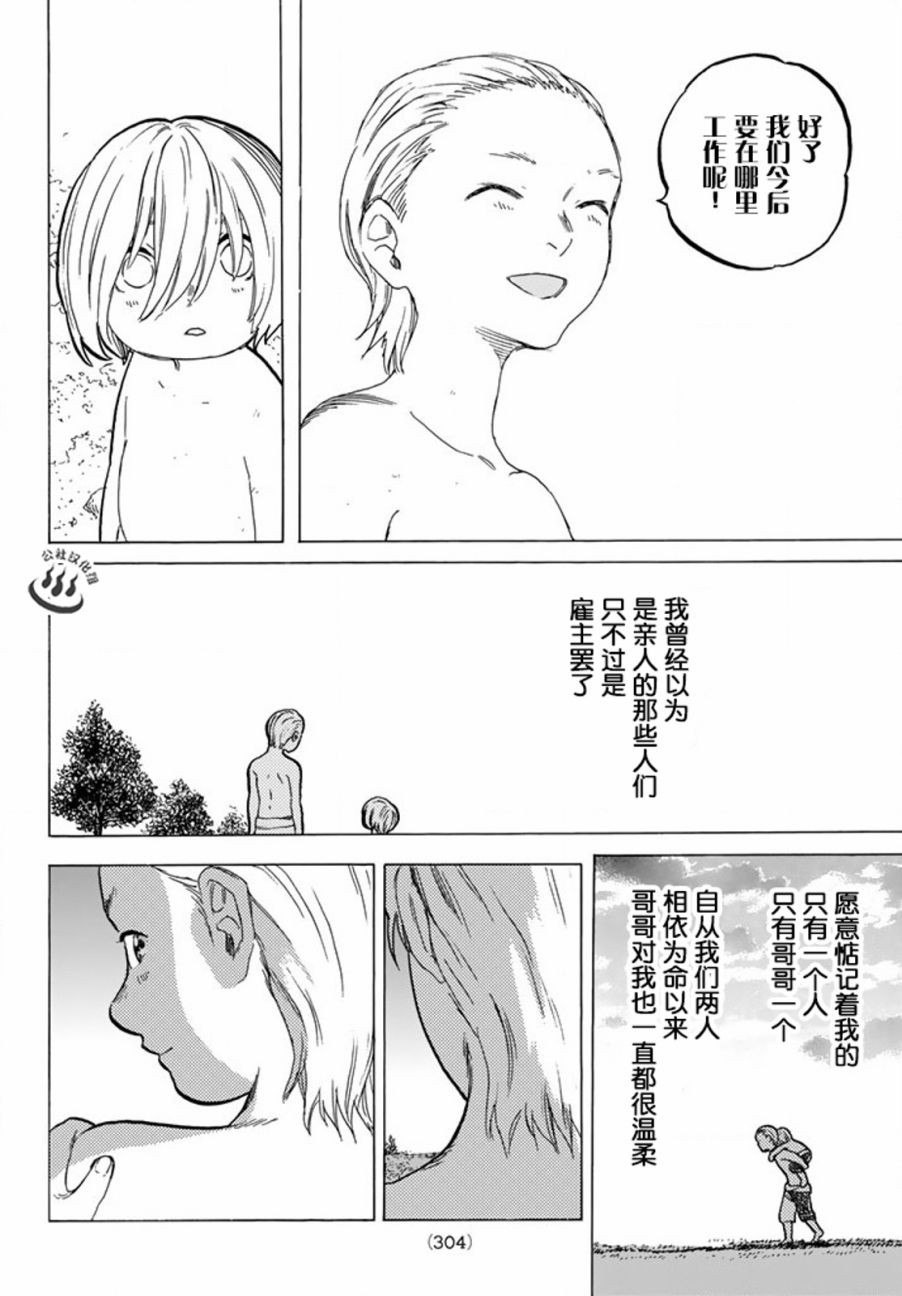 好了
我们今后
要在哪里
工作呢！
公社汉化组
我曾经以为
是亲人的那些人们
只不过是
雇主罢了
愿意惦记着我的
只有一个人
只有哥哥一个
自从我们两人
相依为命以来
哥哥对我也一直都很温柔
(304)